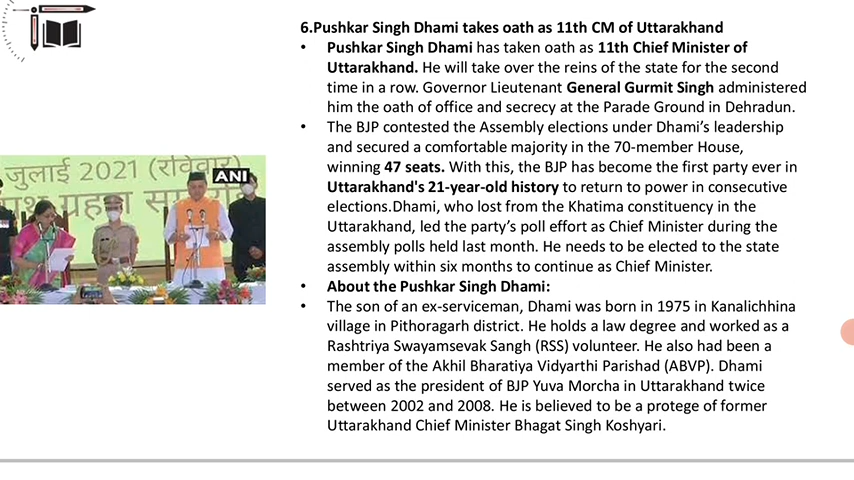 6.Pushkar Singh Dhami takes oath as 11th CM of Uttarakhand
• Pushkar Singh Dhami has taken oath as 11th Chief Minister of
Uttarakhand. He will take over the reins of the state for the second
time in a row. Governor Lieutenant General Gurmit Singh administered
him the oath of office and secrecy at the Parade Ground in Dehradun.
• The BJP contested the Assembly elections under Dhami’s leadership
and secured a comfortable majority in the 70-member House,
winning 47 seats. With this, the BJP has become the first party ever in
Uttarakhand's 21-year-old history to return to power in consecutive
elections.Dhami, who lost from the Khatima constituency in the
Uttarakhand, led the party’s poll effort as Chief Minister during the
assembly polls held last month. He needs to be elected to the state
assembly within six months to continue as Chief Minister.
• About the Pushkar Singh Dhami:
• The son of an ex-serviceman, Dhami was born in 1975 in Kanalichhina
village in Pithoragarh district. He holds a law degree and worked as a
Rashtriya Swayamsevak Sangh (RSS) volunteer. He also had been a
member of the Akhil Bharatiya Vidyarthi Parishad (ABVP). Dhami
served as the president of BJP Yuva Morcha in Uttarakhand twice
between 2002 and 2008. He is believed to be a protege of former
Uttarakhand Chief Minister Bhagat Singh Koshyari.
जुलाई 2021 (रविवार)
ANI